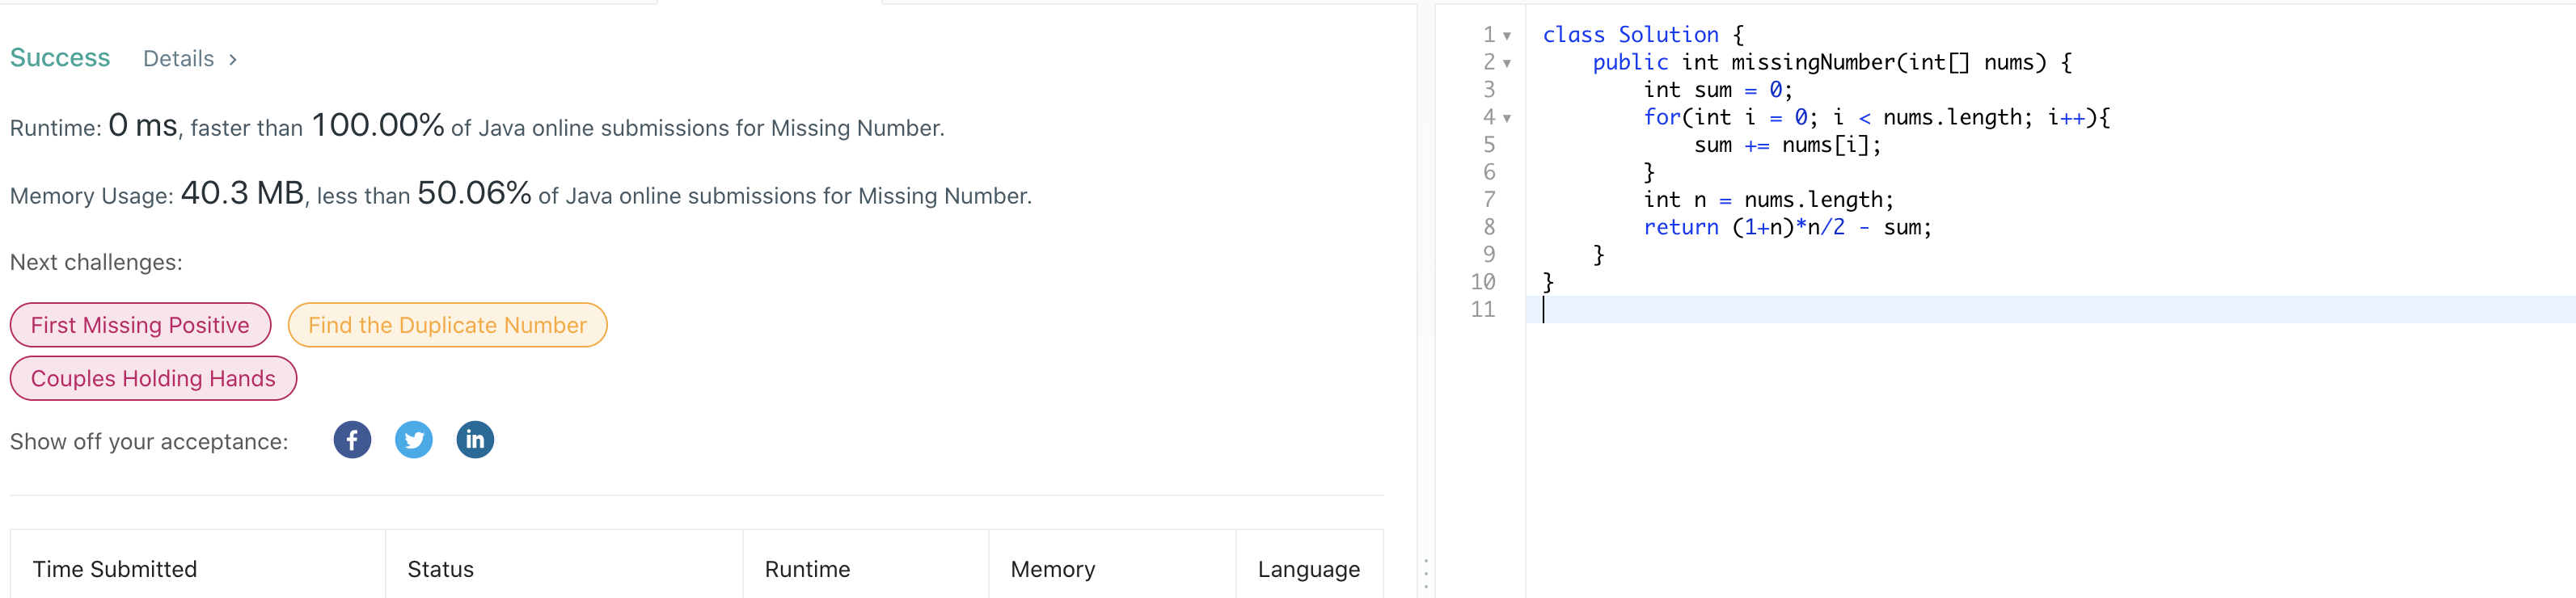 Success Details >
Runtime: 0 ms, faster than 100.00% of Java online submissions for Missing Number.
Memory Usage: 40.3 MB, less than 50.06% of Java online submissions for Missing Number.
Next challenges:
First Missing Positive
Find the Duplicate Number
Couples Holding Hands
Show off your acceptance: f in
Time Submitted Status Runtime Memory Language
1 class Solution {
2     public int missingNumber(int[] nums) {
3         int sum = 0;
4         for(int i = 0; i < nums.length; i++){
5             sum += nums[i];
6         }
7         int n = nums.length;
8         return (1+n)*n/2 - sum;
9     }
10 }
11